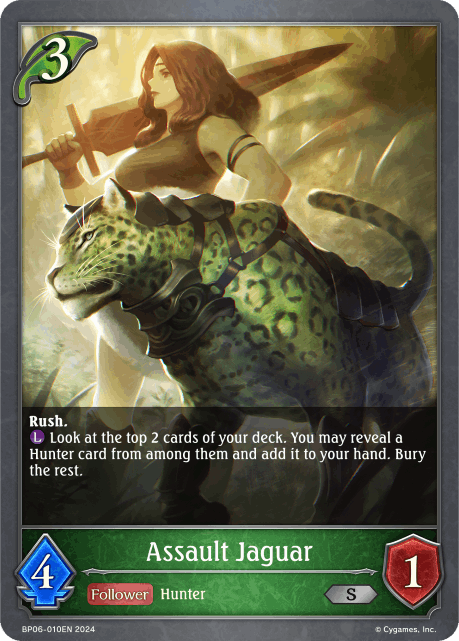 3
Rush.
L Look at the top 2 cards of your deck. You may reveal a
Hunter card from among them and add it to your hand. Bury
the rest.
Assault Jaguar
4
Follower Hunter
S
1
BP06-010EN 2024
© Cygames, Inc.